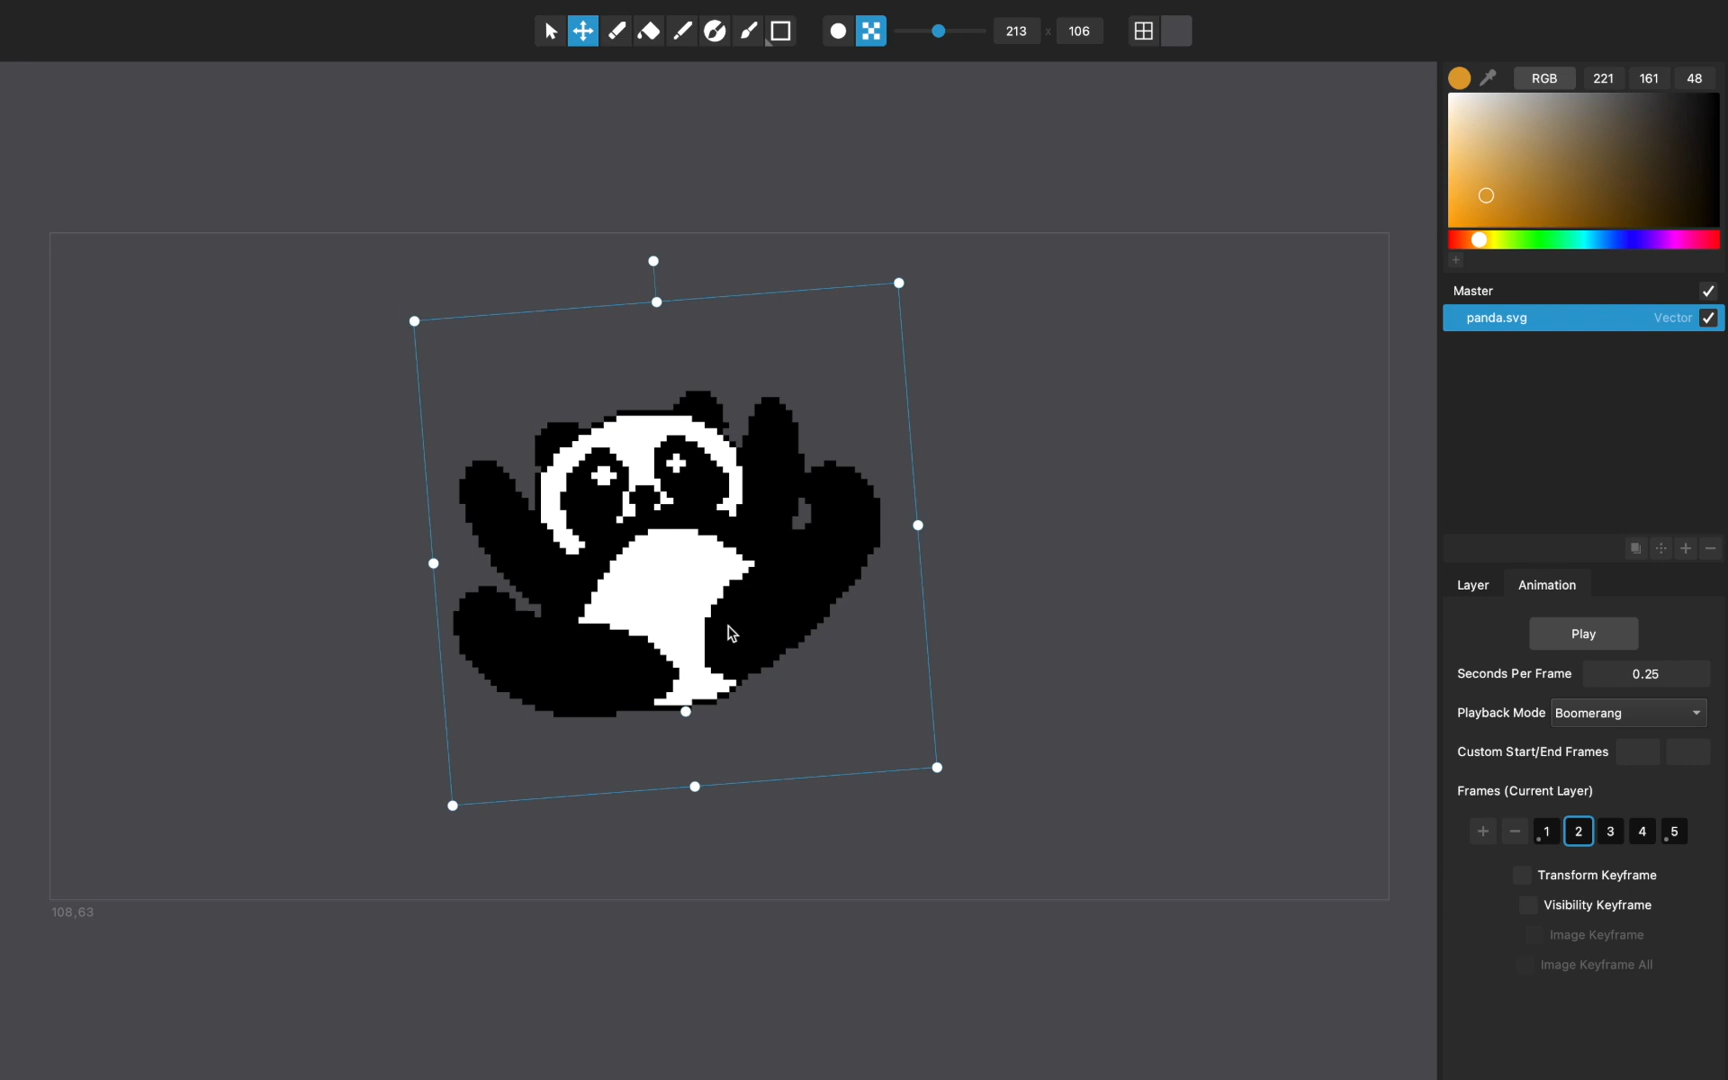 213 x 106
RGB 221 161 48
+
Master
panda.svg Vector
Layer Animation
Play
Seconds Per Frame 0.25
Playback Mode Boomerang
Custom Start/End Frames
Frames (Current Layer)
+ − 1 2 3 4 5
Transform Keyframe
Visibility Keyframe
108,63
Image Keyframe
Image Keyframe All